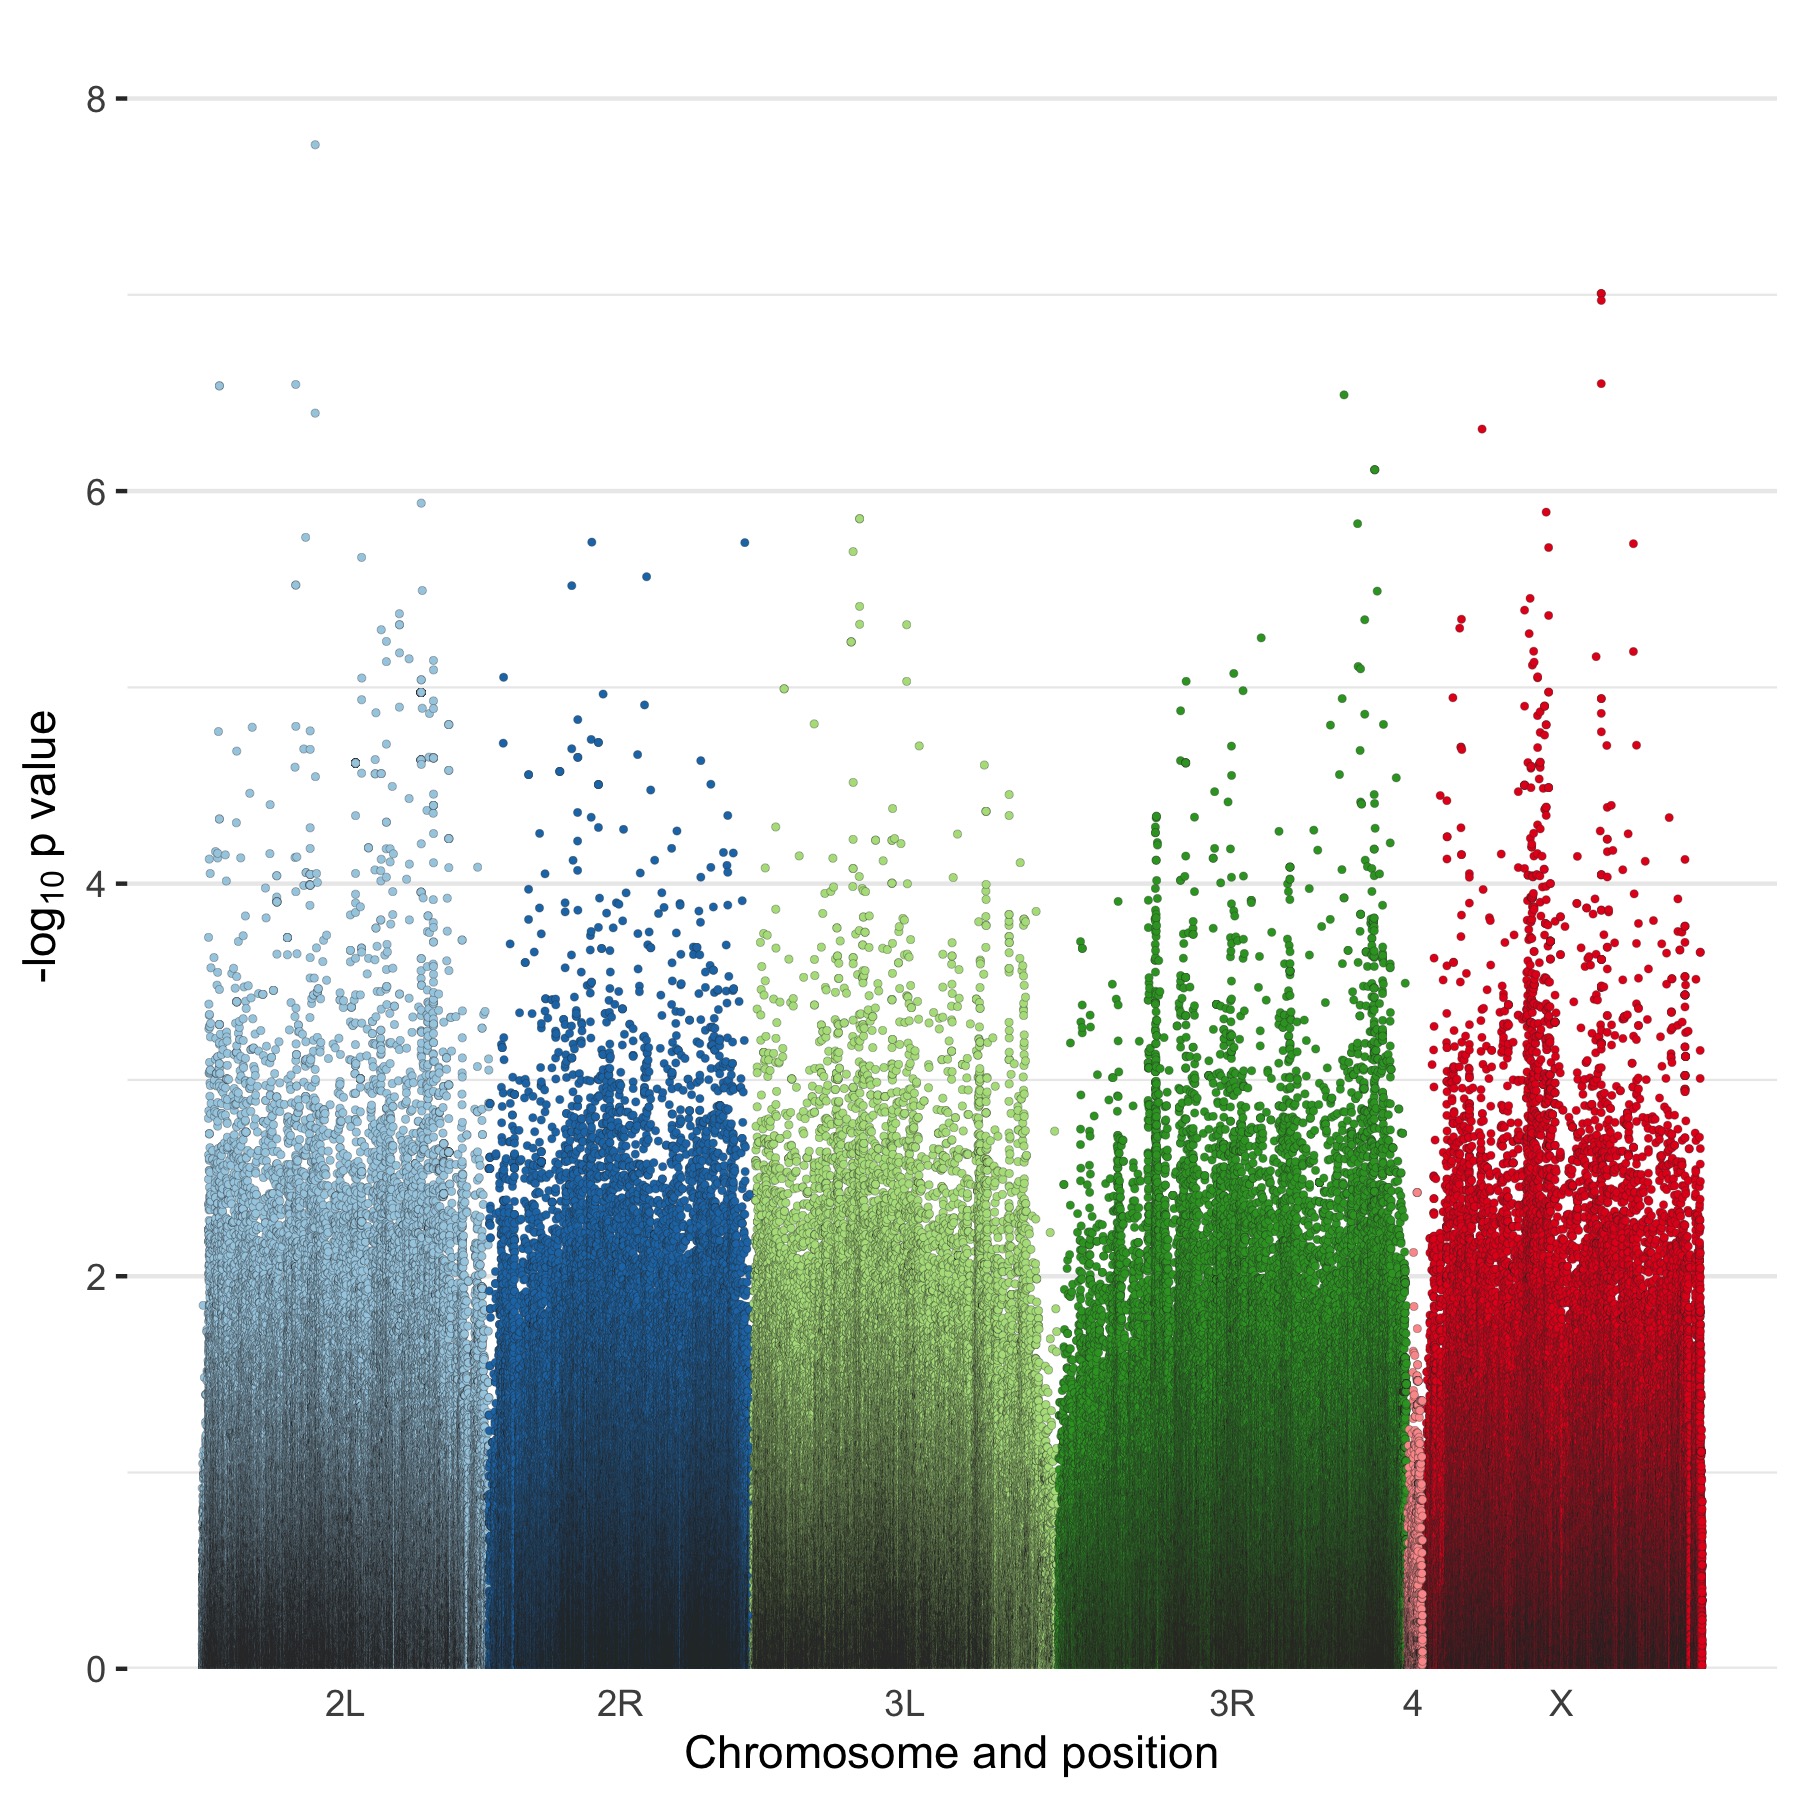 8
6
4
2
0
-log₁₀ p value
2L 2R 3L 3R 4 X
Chromosome and position